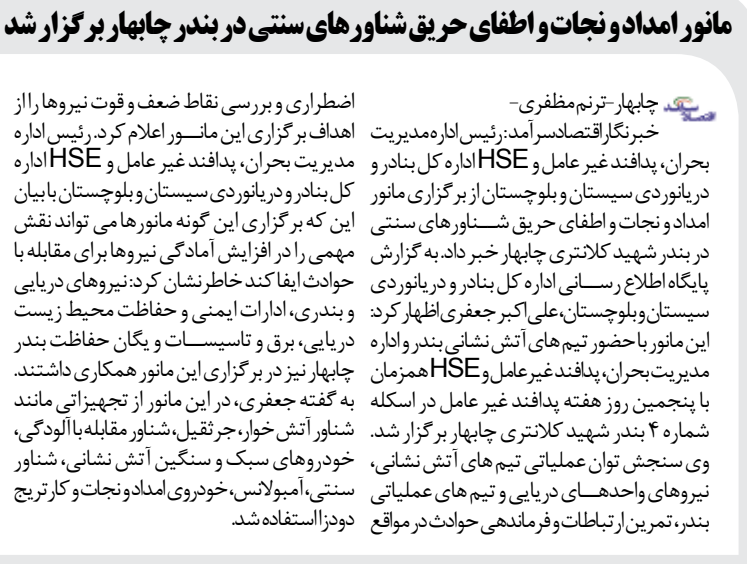 مانور امداد و نجات و اطفای حریق شناورهای سنتی در بندر چابهار برگزار شد
چابهار-ترنم مظفری-
خبرنگاراقتصادسرآمد:رئیس اداره مدیریت
بحران، پدافند غیر عامل و HSE اداره کل بنادر و
دریانوردی سیستان و بلوچستان از برگزاری مانور
امداد و نجات و اطفای حریق شناورهای سنتی
در بندر شهید کلانتری چابهار خبر داد. به گزارش
پایگاه اطلاع رسانی اداره کل بنادر و دریانوردی
سیستان وبلوچستان،علی اکبر جعفری اظهار کرد:
این مانور با حضور تیم های آتش نشانی بندر و اداره
مدیریت بحران، پدافند غیرعامل و HSE همزمان
با پنجمین روز هفته پدافند غیر عامل در اسکله
شماره ۴ بندر شهید کلانتری چابهار برگزار شد.
وی سنجش توان عملیاتی تیم های آتش نشانی،
نیروهای واحدهای دریایی و تیم های عملیاتی
بندر، تمرین ارتباطات و فرماندهی حوادث در مواقع
اضطراری و بررسی نقاط ضعف و قوت نیروها را از
اهداف برگزاری این مانور اعلام کرد. رئیس اداره
مدیریت بحران، پدافند غیر عامل و HSE اداره
کل بنادر و دریانوردی سیستان و بلوچستان با بیان
این که برگزاری این گونه مانورها می تواند نقش
مهمی را در افزایش آمادگی نیروها برای مقابله با
حوادث ایفا کند خاطرنشان کرد: نیروهای دریایی
و بندری، ادارات ایمنی و حفاظت محیط زیست
دریایی، برق و تاسیسات و یگان حفاظت بندر
چابهار نیز در برگزاری این مانور همکاری داشتند.
به گفته جعفری، در این مانور از تجهیزاتی مانند
شناور آتش خوار، جرثقیل، شناور مقابله با آلودگی،
خودروهای سبک و سنگین آتش نشانی، شناور
سنتی، آمبولانس، خودروی امداد و نجات و کارتریج
دودزا استفاده شد.